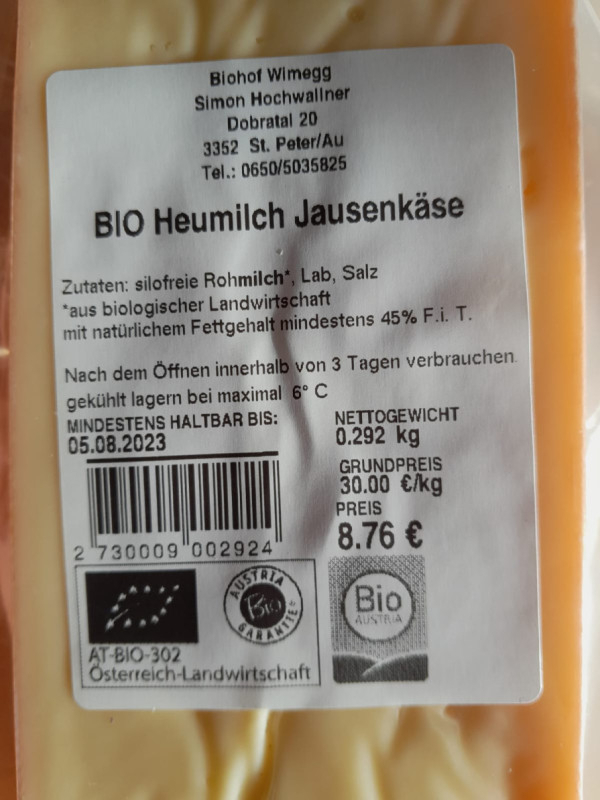 Biohof Wimegg
Simon Hochwallner
Dobratal 20
3352 St. Peter/Au
Tel.: 0650/5035825
BIO Heumilch Jausenkäse
Zutaten: silofreie Rohmilch*, Lab, Salz
*aus biologischer Landwirtschaft
mit natürlichem Fettgehalt mindestens 45% F.i. T.
Nach dem Öffnen innerhalb von 3 Tagen verbrauchen.
gekühlt lagern bei maximal 6° C
MINDESTENS HALTBAR BIS:
05.08.2023
NETTOGEWICHT
0.292 kg
GRUNDPREIS
30.00 €/kg
PREIS
8.76 €
2 730009 002924
AUSTRIA
Bio
GARANTIE
Bio
AUSTRIA
AT-BIO-302
Österreich-Landwirtschaft